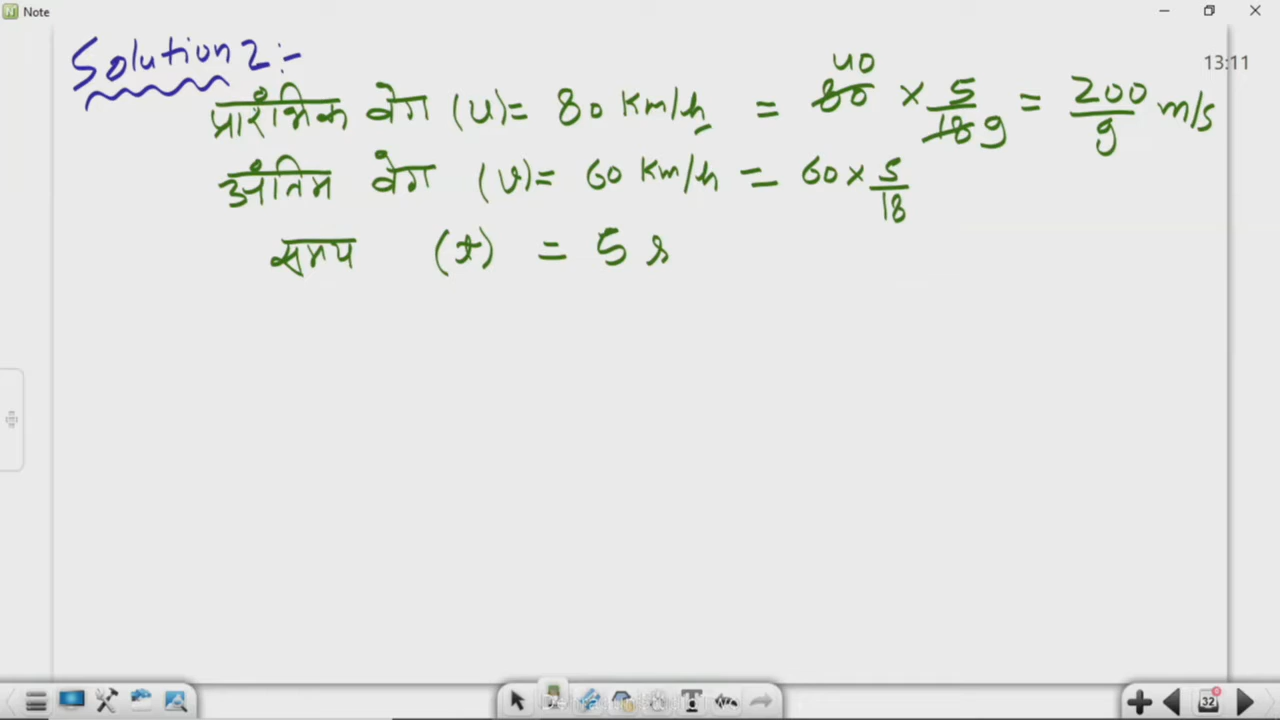 Note
13:11
Solution 2:-
प्रारंभिक वेग (u) = 80 Km/h = 80 40 × 5/18 9 = 200/9 m/s
अंतिम वेग (v) = 60 Km/h = 60 × 5/18
समय (t) = 5 s
32